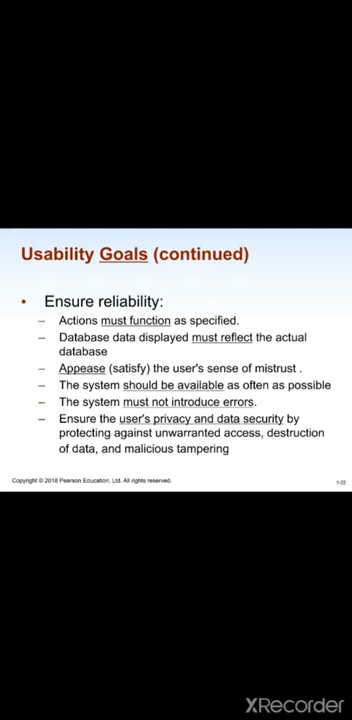 Usability Goals (continued)
• Ensure reliability:
– Actions must function as specified.
– Database data displayed must reflect the actual
database
– Appease (satisfy) the user's sense of mistrust .
– The system should be available as often as possible
– The system must not introduce errors.
– Ensure the user's privacy and data security by
protecting against unwarranted access, destruction
of data, and malicious tampering
Copyright © 2018 Pearson Education, Ltd. All rights reserved.
1-22
XRecorder